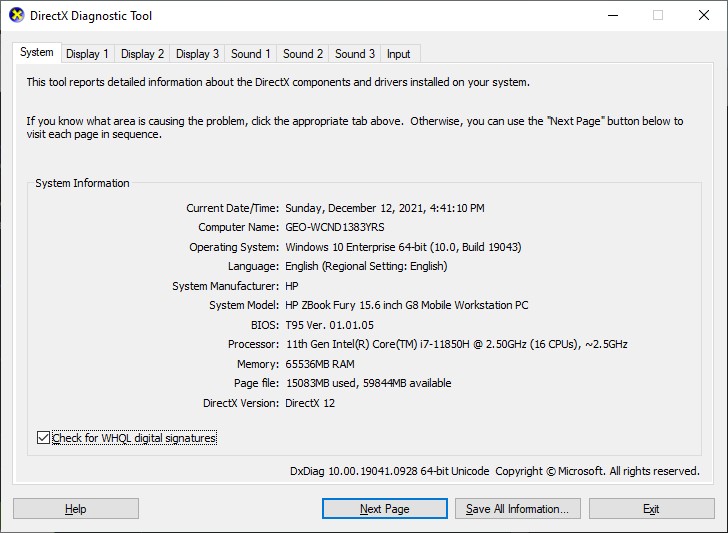 DirectX Diagnostic Tool
System Display 1 Display 2 Display 3 Sound 1 Sound 2 Sound 3 Input
This tool reports detailed information about the DirectX components and drivers installed on your system.
If you know what area is causing the problem, click the appropriate tab above.  Otherwise, you can use the "Next Page" button below to
visit each page in sequence.
System Information
Current Date/Time: Sunday, December 12, 2021, 4:41:10 PM
Computer Name: GEO-WCND1383YRS
Operating System: Windows 10 Enterprise 64-bit (10.0, Build 19043)
Language: English (Regional Setting: English)
System Manufacturer: HP
System Model: HP ZBook Fury 15.6 inch G8 Mobile Workstation PC
BIOS: T95 Ver. 01.01.05
Processor: 11th Gen Intel(R) Core(TM) i7-11850H @ 2.50GHz (16 CPUs), ~2.5GHz
Memory: 65536MB RAM
Page file: 15083MB used, 59844MB available
DirectX Version: DirectX 12
Check for WHQL digital signatures
DxDiag 10.00.19041.0928 64-bit Unicode  Copyright © Microsoft. All rights reserved.
Help Next Page Save All Information... Exit